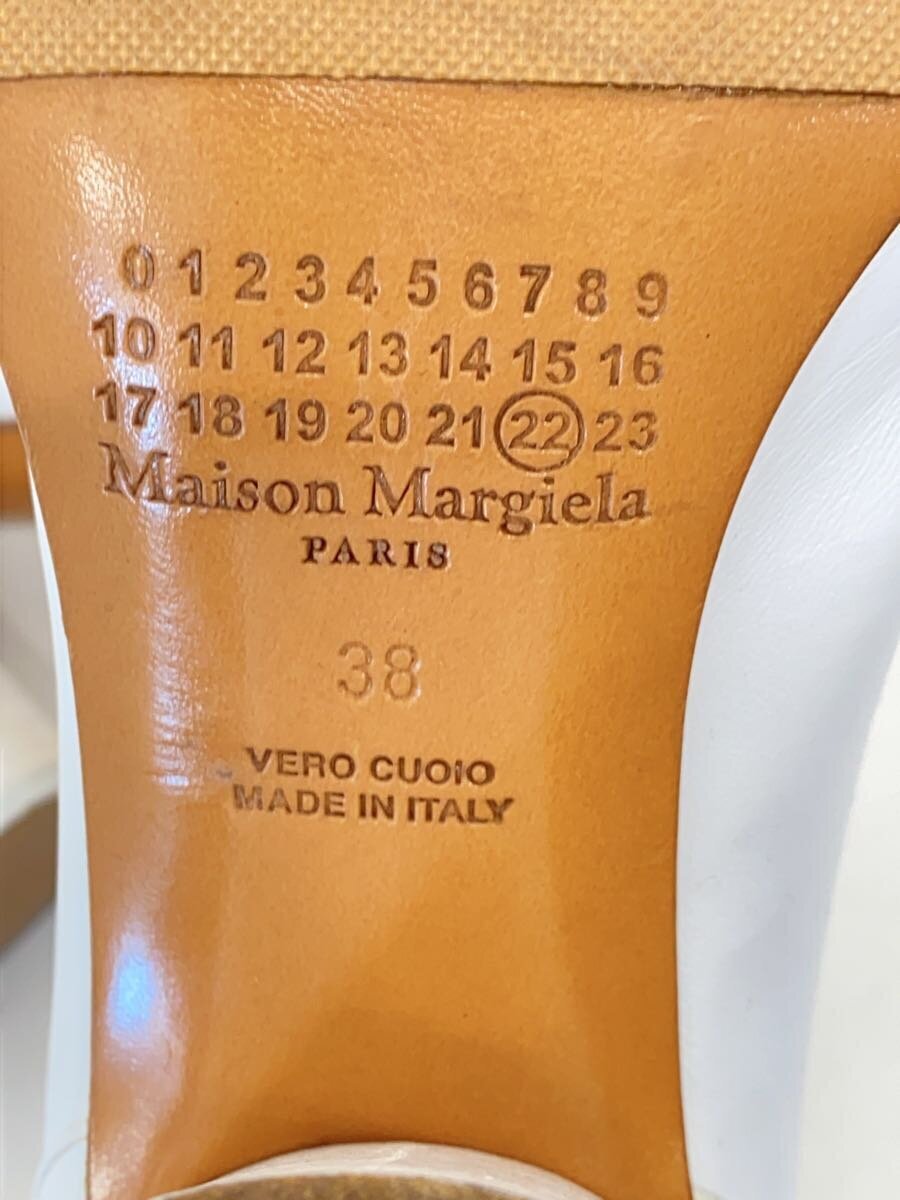 0 1 2 3 4 5 6 7 8 9
10 11 12 13 14 15 16
17 18 19 20 21 22 23
Maison Margiela
PARIS
38
VERO CUOIO
MADE IN ITALY